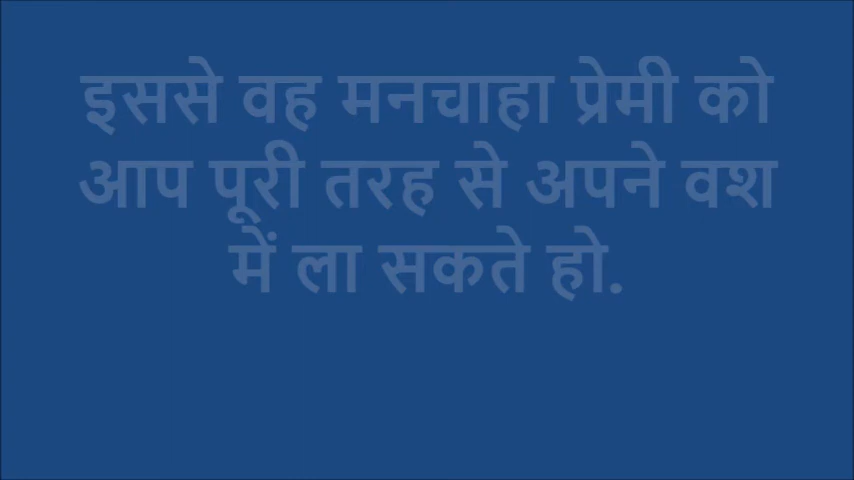 इससे वह मनचाहा प्रेमी को
आप पूरी तरह से अपने वश
में ला सकते हो.